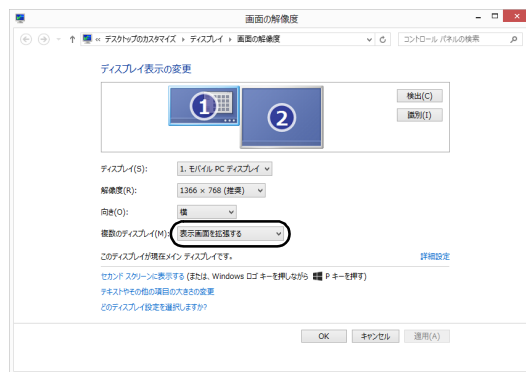 画面の解像度
« デスクトップのカスタマイズ ▸ ディスプレイ ▸ 画面の解像度
コントロール パネルの検索
ディスプレイ表示の変更
1
2
検出(C)
識別(I)
ディスプレイ(S): 1. モバイル PC ディスプレイ
解像度(R): 1366 × 768 (推奨)
向き(O): 横
複数のディスプレイ(M): 表示画面を拡張する
このディスプレイが現在メイン ディスプレイです。 詳細設定
セカンド スクリーンに表示する (または、Windows ロゴ キーを押しながら P キーを押す)
テキストやその他の項目の大きさの変更
どのディスプレイ設定を選択しますか?
OK キャンセル 適用(A)